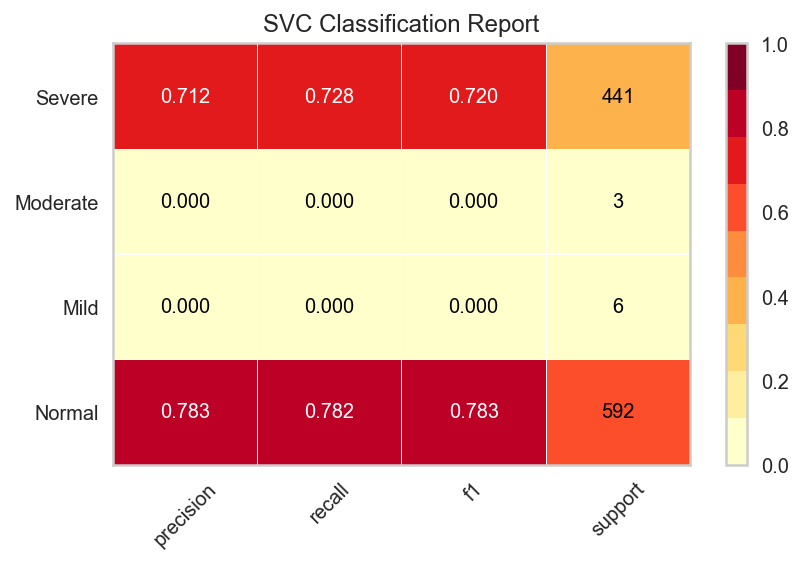 SVC Classification Report
Severe 0.712 0.728 0.720 441
Moderate 0.000 0.000 0.000 3
Mild 0.000 0.000 0.000 6
Normal 0.783 0.782 0.783 592
precision recall f1 support
1.0
0.8
0.6
0.4
0.2
0.0